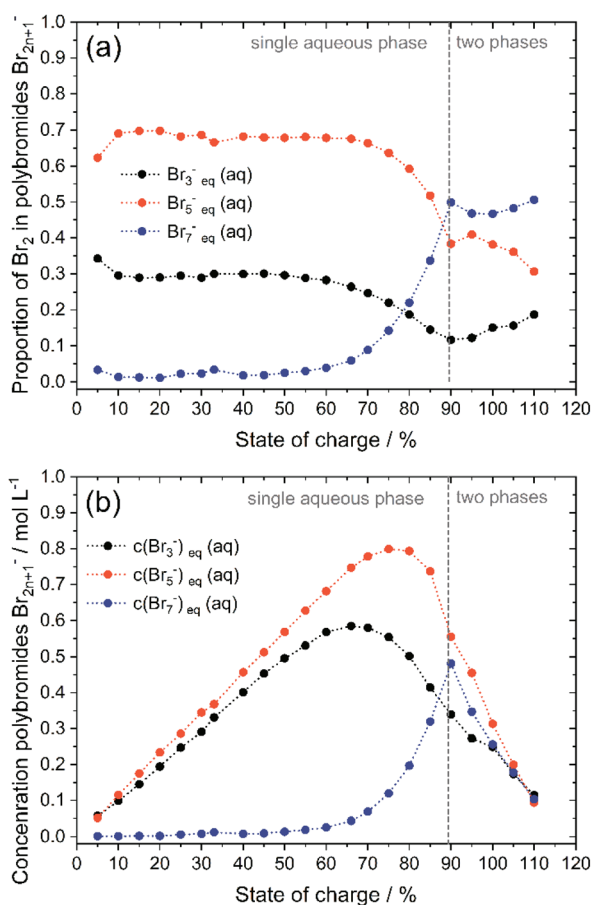 (a)
single aqueous phase
two phases
Proportion of Br2 in polybromides Br2n+1-
1.0
0.9
0.8
0.7
0.6
0.5
0.4
0.3
0.2
0.1
0.0
Br3- eq (aq)
Br5- eq (aq)
Br7- eq (aq)
0 10 20 30 40 50 60 70 80 90 100 110 120
State of charge / %
(b)
single aqueous phase
two phases
Concenration polybromides Br2n+1- / mol L-1
1.0
0.9
0.8
0.7
0.6
0.5
0.4
0.3
0.2
0.1
0.0
c(Br3-) eq (aq)
c(Br5-) eq (aq)
c(Br7-) eq (aq)
0 10 20 30 40 50 60 70 80 90 100 110 120
State of charge / %